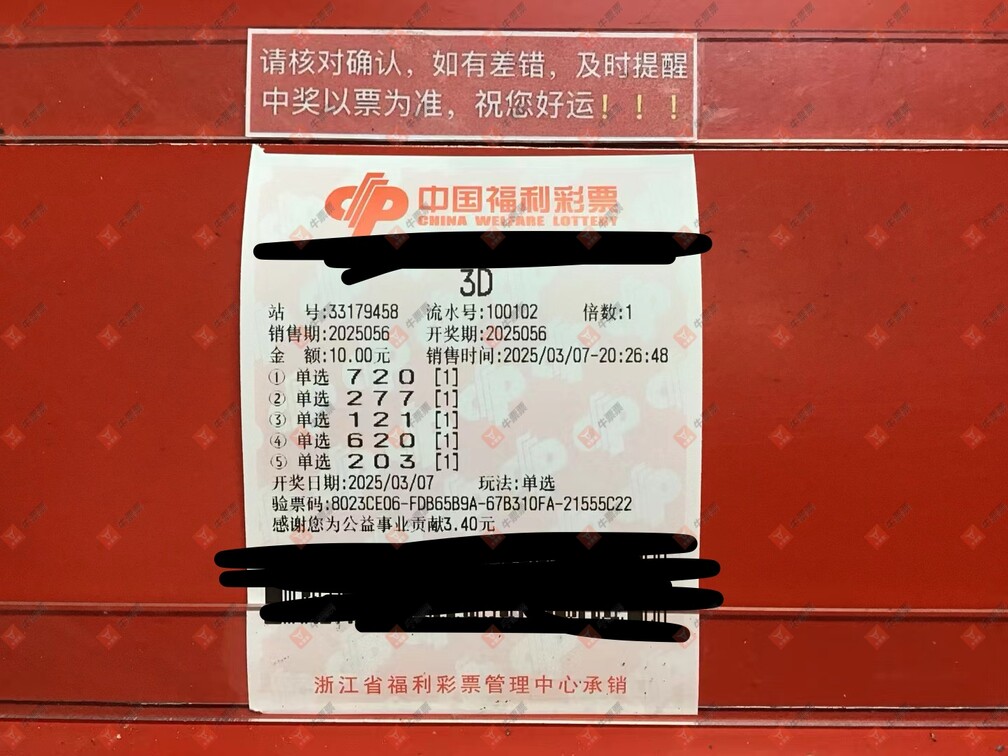 请核对确认，如有差错，及时提醒
中奖以票为准，祝您好运！！！
中国福利彩票
CHINA WELFARE LOTTERY
3D
站 号:33179458 流水号:100102 倍数:1
销售期:2025056 开奖期:2025056
金 额:10.00元 销售时间:2025/03/07-20:26:48
① 单选 7 2 0 [1]
② 单选 2 7 7 [1]
③ 单选 1 2 1 [1]
④ 单选 6 2 0 [1]
⑤ 单选 2 0 3 [1]
开奖日期:2025/03/07 玩法:单选
验票码:8023CE06-FDB65B9A-67B310FA-21555C22
感谢您为公益事业贡献3.40元
浙江省福利彩票管理中心承销